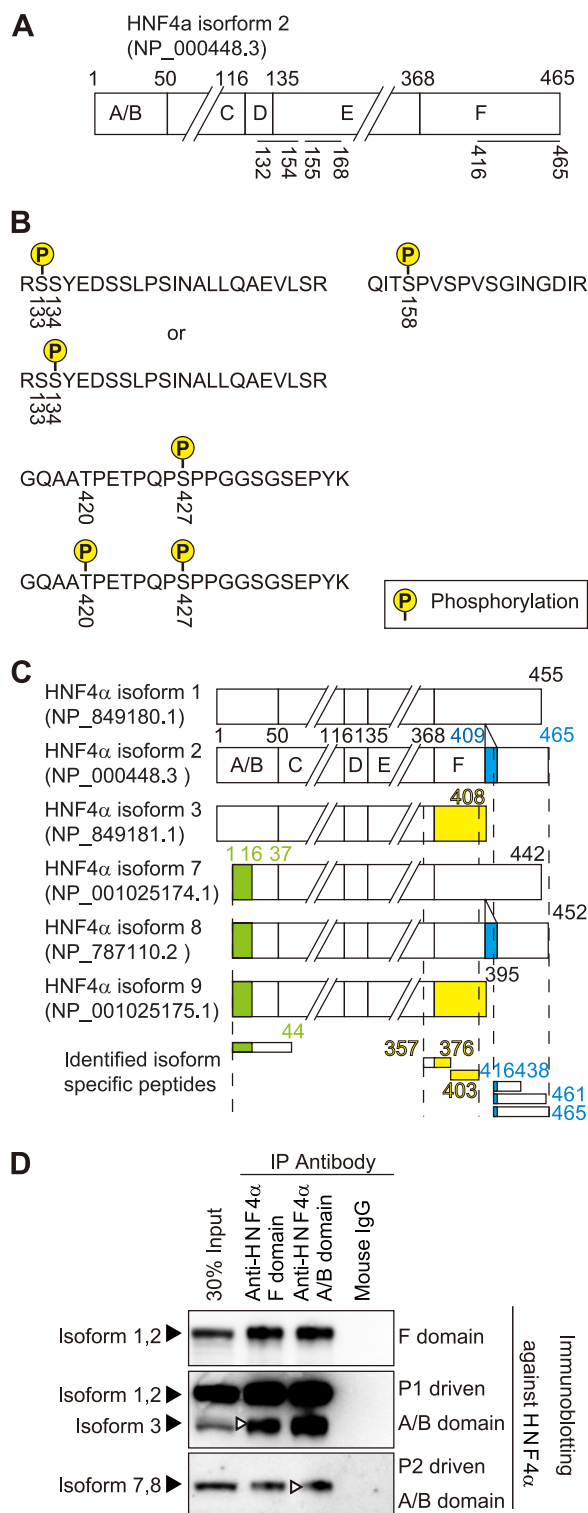 A
HNF4a isorform 2
(NP_000448.3)
1 50 116 135 368 465
A/B C D E F
132 154 155 168 416 465
B
P P
RSSYEDSSLPSINALLQAEVLSR QITSPVSPVSGINGDIR
133 134 158
or
P
RSSYEDSSLPSINALLQAEVLSR
133 134
P
GQAATPETPQPSPPGGSGSEPYK
420 427
P P
GQAATPETPQPSPPGGSGSEPYK
420 427
P Phosphorylation
C
HNF4α isoform 1
(NP_849180.1)
455
1 50 116 135 368 409 465
HNF4α isoform 2
(NP_000448.3 )
A/B C D E F
HNF4α isoform 3
(NP_849181.1)
408
1 16 37 442
HNF4α isoform 7
(NP_001025174.1)
452
HNF4α isoform 8
(NP_787110.2 )
395
HNF4α isoform 9
(NP_001025175.1)
44
Identified isoform
specific peptides
357 376
403
416 438
461
465
D
IP Antibody
30% Input
Anti-HNF4α
F domain
Anti-HNF4α
A/B domain
Mouse IgG
Isoform 1,2 F domain
Isoform 1,2 P1 driven
Isoform 3 A/B domain
Isoform 7,8 P2 driven
A/B domain
Immunoblotting
against HNF4α